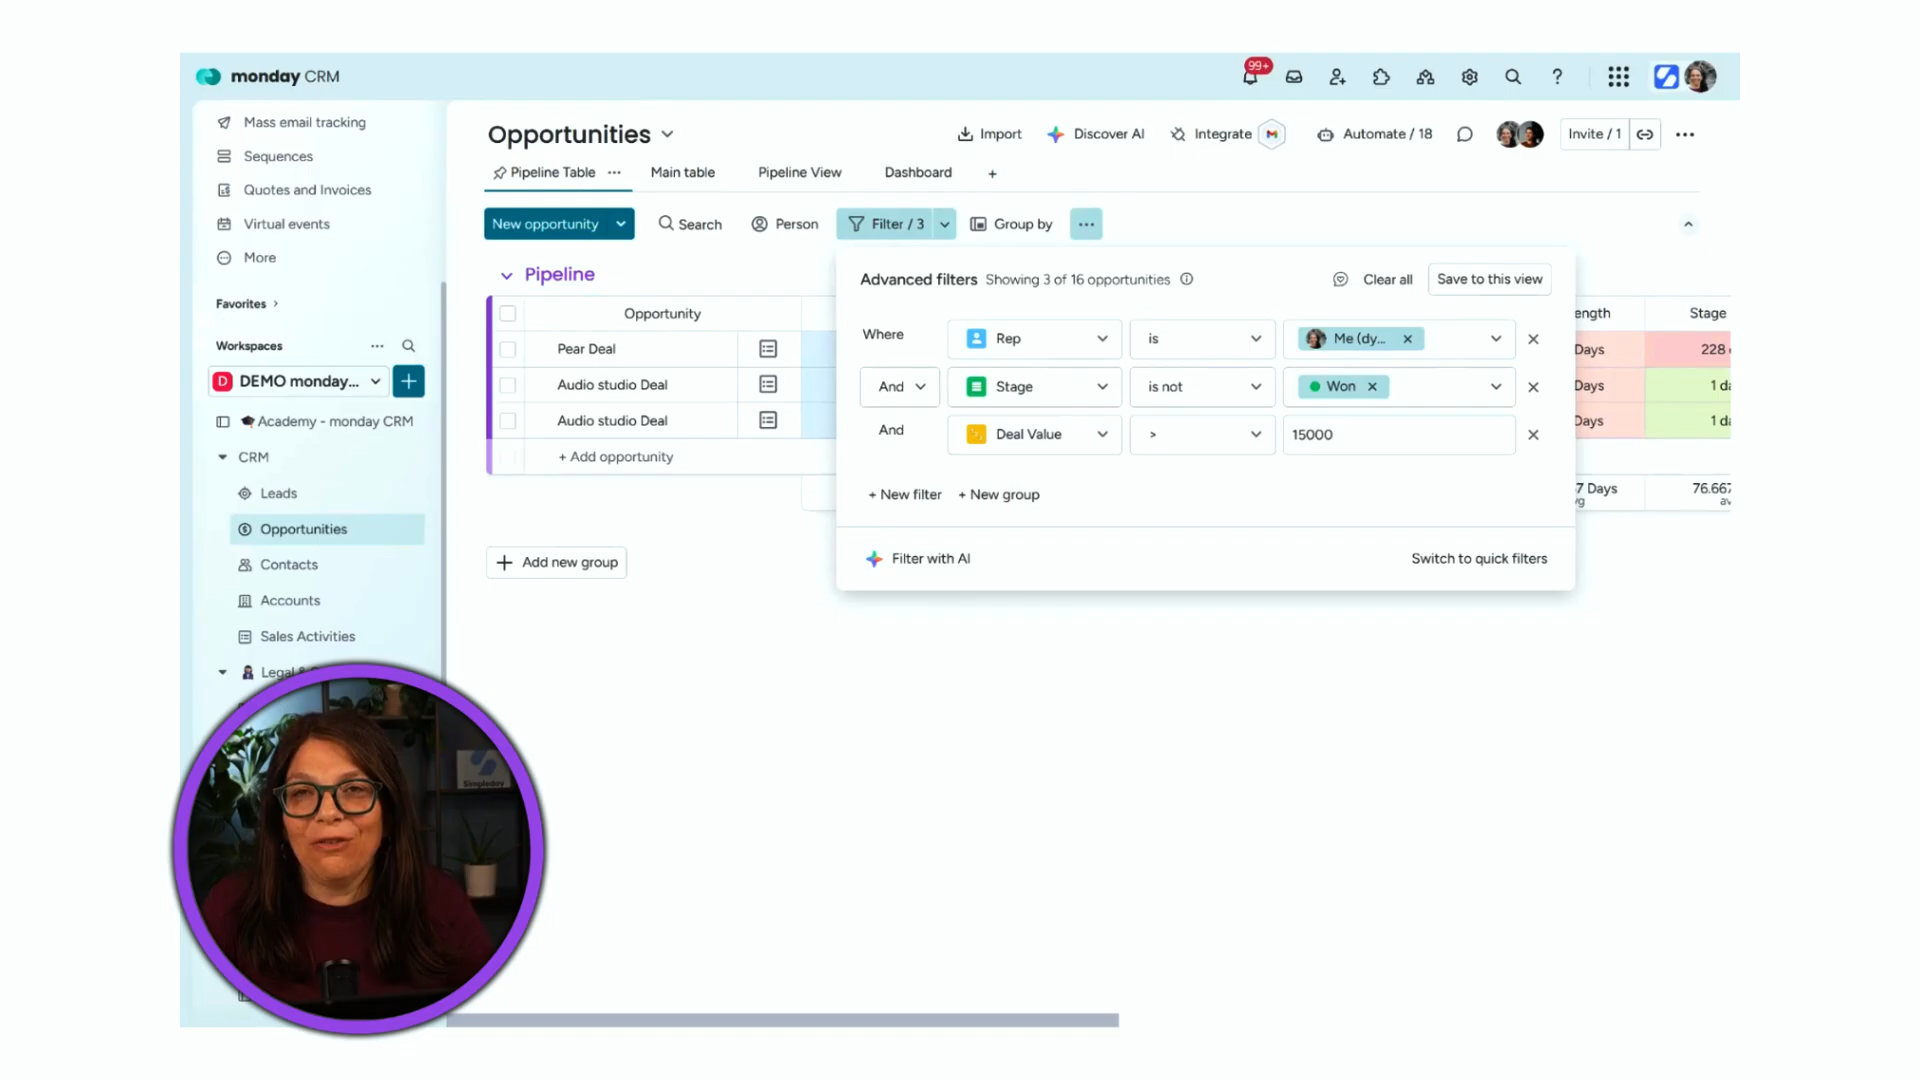 monday CRM
99+
Mass email tracking
Sequences
Quotes and Invoices
Virtual events
More
Favorites
Workspaces
D DEMO monday...
Academy - monday CRM
CRM
Leads
Opportunities
Contacts
Accounts
Sales Activities
Legal &
Opportunities
Import
Discover AI
Integrate
Automate / 18
Invite / 1
Pipeline Table
Main table
Pipeline View
Dashboard
New opportunity
Search
Person
Filter / 3
Group by
Pipeline
Opportunity
ength
Stage
Pear Deal
Days
228
Audio studio Deal
Days
1 da
Audio studio Deal
Days
1 da
+ Add opportunity
7 Days
76.667
Add new group
Advanced filters Showing 3 of 16 opportunities
Clear all
Save to this view
Where Rep is Me (dy...
And Stage is not Won
And Deal Value > 15000
+ New filter + New group
Filter with AI
Switch to quick filters
Simpleday